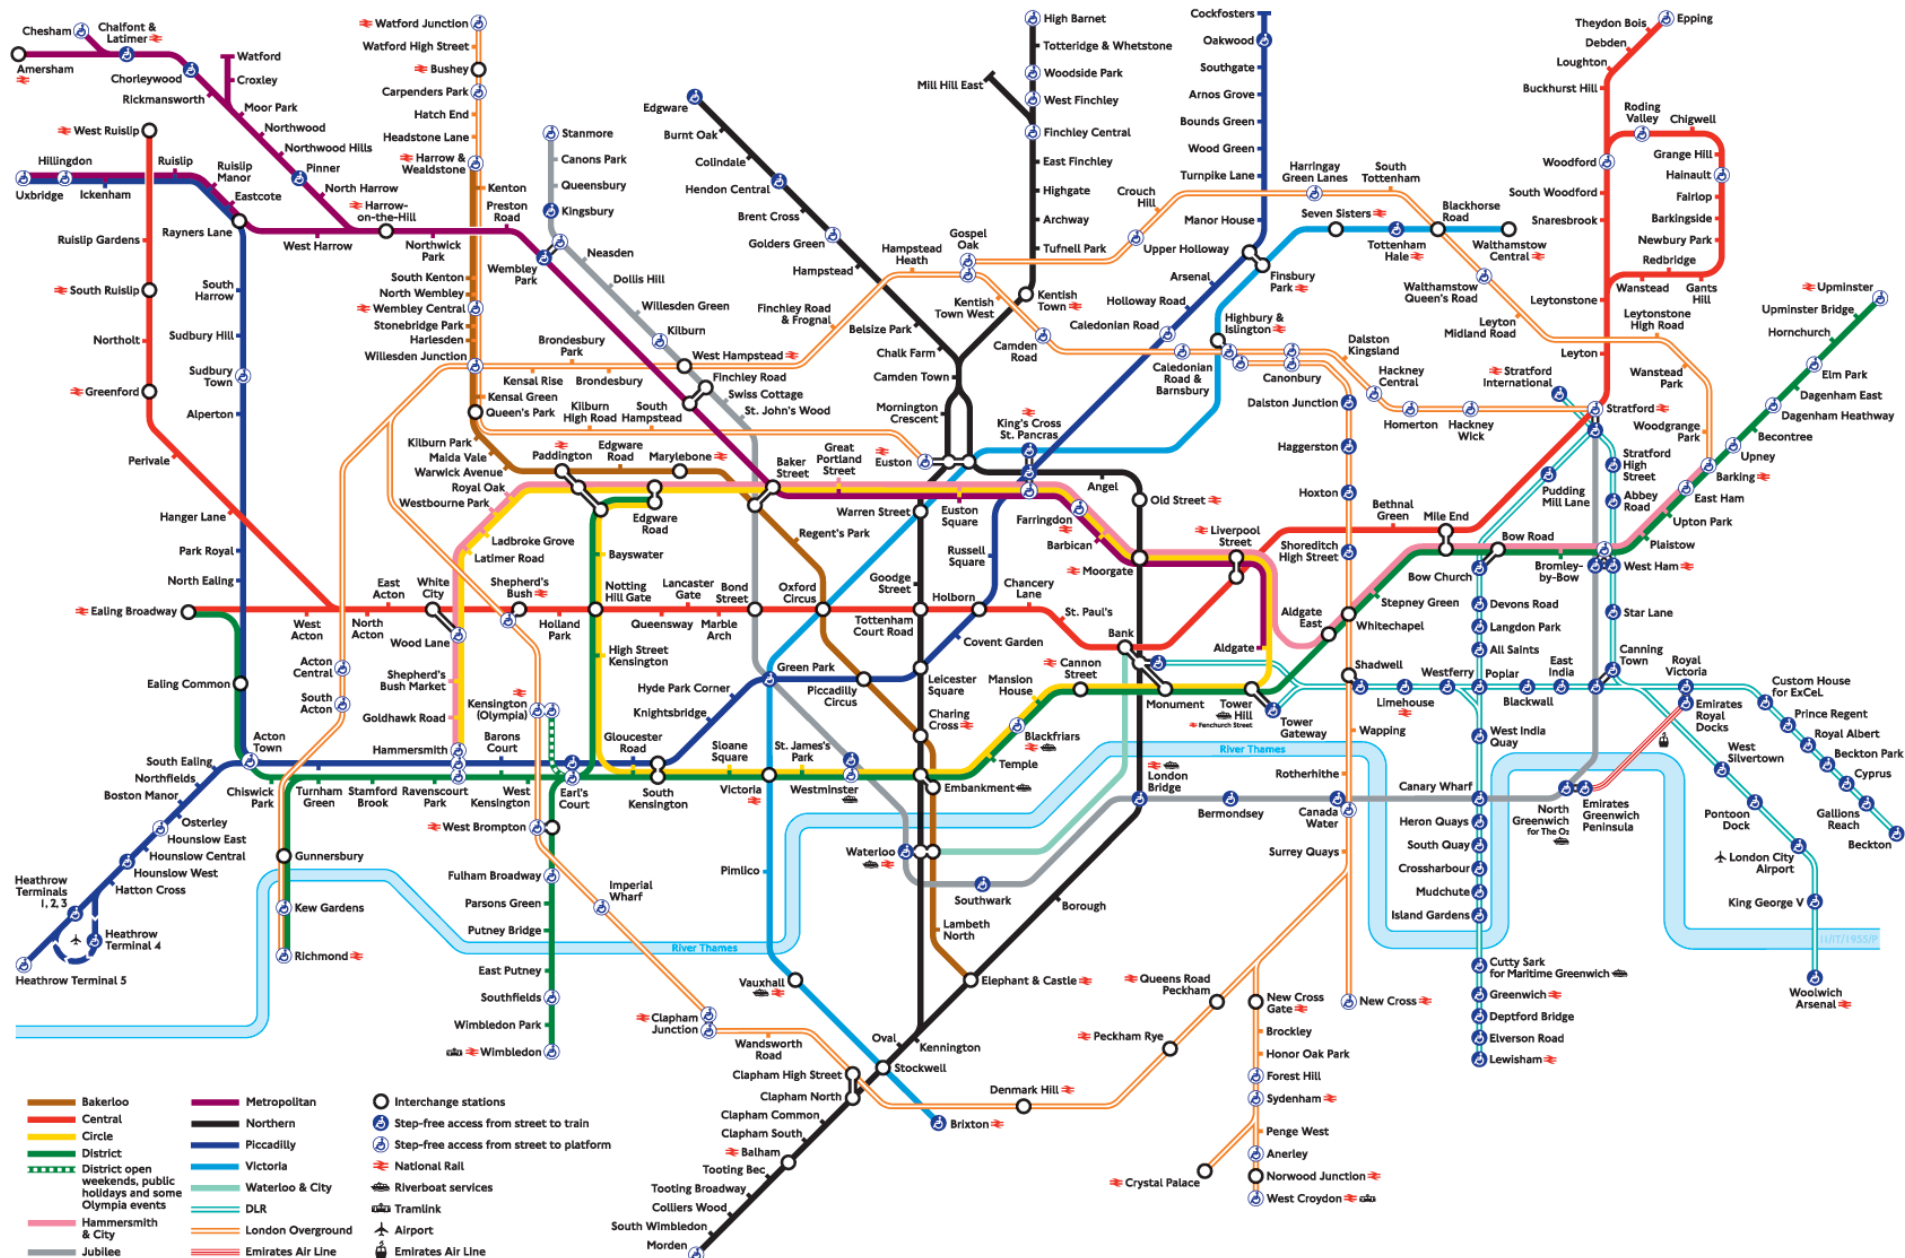 Chesham
Chalfont &
Latimer
Amersham
Chorleywood
Rickmansworth
Watford
Croxley
Moor Park
Northwood
Northwood Hills
Pinner
North Harrow
Harrow-
on-the-Hill
West Ruislip
Hillingdon
Ruislip
Ruislip
Manor
Eastcote
Uxbridge
Ickenham
Rayners Lane
West Harrow
Northwick
Park
Preston
Road
Wembley
Park
Ruislip Gardens
South Ruislip
Northolt
Greenford
Perivale
Hanger Lane
South
Harrow
Sudbury Hill
Sudbury
Town
Alperton
Park Royal
North Ealing
Ealing Broadway
Ealing Common
West
Acton
North
Acton
East
Acton
White
City
Wood Lane
Watford Junction
Watford High Street
Bushey
Carpenders Park
Hatch End
Headstone Lane
Harrow &
Wealdstone
Kenton
South Kenton
North Wembley
Wembley Central
Stonebridge Park
Harlesden
Willesden Junction
Kensal Green
Queen's Park
Kilburn Park
Maida Vale
Warwick Avenue
Royal Oak
Westbourne Park
Ladbroke Grove
Latimer Road
Stanmore
Canons Park
Queensbury
Kingsbury
Neasden
Dollis Hill
Willesden Green
Kilburn
West Hampstead
Finchley Road
Swiss Cottage
St. John's Wood
Brondesbury
Park
Kensal Rise
Brondesbury
Kilburn
High Road
South
Hampstead
Finchley Road
& Frognal
Hampstead
Heath
Gospel
Oak
Kentish
Town West
Camden
Road
Edgware
Burnt Oak
Colindale
Hendon Central
Brent Cross
Golders Green
Hampstead
Belsize Park
Chalk Farm
Camden Town
Mornington
Crescent
Euston
High Barnet
Totteridge & Whetstone
Woodside Park
West Finchley
Mill Hill East
Finchley Central
East Finchley
Highgate
Archway
Tufnell Park
Kentish
Town
Cockfosters
Oakwood
Southgate
Arnos Grove
Bounds Green
Wood Green
Turnpike Lane
Manor House
Crouch
Hill
Upper Holloway
Harringay
Green Lanes
South
Tottenham
Seven Sisters
Tottenham
Hale
Blackhorse
Road
Walthamstow
Central
Walthamstow
Queen's Road
Leyton
Midland Road
Leytonstone
High Road
Wanstead
Park
Woodgrange
Park
Arsenal
Finsbury
Park
Holloway Road
Caledonian Road
Highbury &
Islington
Caledonian
Road &
Barnsbury
Canonbury
Dalston
Kingsland
Hackney
Central
Homerton
Hackney
Wick
Dalston Junction
Haggerston
Hoxton
Shoreditch
High Street
Epping
Theydon Bois
Debden
Loughton
Buckhurst Hill
Roding
Valley
Chigwell
Grange Hill
Hainault
Fairlop
Barkingside
Newbury Park
Redbridge
Gants
Hill
Wanstead
Woodford
South Woodford
Snaresbrook
Leytonstone
Leyton
Stratford
International
Stratford
Stratford
High
Street
Abbey
Road
Pudding
Mill Lane
Upminster
Upminster Bridge
Hornchurch
Elm Park
Dagenham East
Dagenham Heathway
Becontree
Upney
Barking
East Ham
Upton Park
Plaistow
West Ham
Bromley-
by-Bow
Bow Road
Bow Church
Mile End
Bethnal
Green
Stepney Green
Whitechapel
Aldgate
East
Aldgate
Liverpool
Street
Moorgate
Barbican
Farringdon
King's Cross
St. Pancras
Angel
Old Street
Euston
Square
Great
Portland
Street
Baker
Street
Marylebone
Edgware
Road
Paddington
Edgware
Road
Warren Street
Regent's Park
Goodge
Street
Russell
Square
Chancery
Lane
Holborn
St. Paul's
Tottenham
Court Road
Covent Garden
Oxford
Circus
Bond
Street
Marble
Arch
Lancaster
Gate
Queensway
Notting
Hill Gate
Bayswater
Holland
Park
Shepherd's
Bush
High Street
Kensington
Shepherd's
Bush Market
Goldhawk Road
Hammersmith
Kensington
(Olympia)
Acton
Central
South
Acton
Acton
Town
South Ealing
Northfields
Boston Manor
Osterley
Hounslow East
Hounslow Central
Hounslow West
Hatton Cross
Heathrow
Terminals
1, 2, 3
Heathrow
Terminal 4
Heathrow Terminal 5
Chiswick
Park
Turnham
Green
Stamford
Brook
Ravenscourt
Park
Barons
Court
West
Kensington
Earl's
Court
Gloucester
Road
South
Kensington
Sloane
Square
Victoria
St. James's
Park
Westminster
Embankment
Temple
Blackfriars
Mansion
House
Cannon
Street
Bank
Monument
Tower
Hill
Fenchurch Street
Tower
Gateway
Hyde Park Corner
Knightsbridge
Green Park
Piccadilly
Circus
Leicester
Square
Charing
Cross
Gunnersbury
Kew Gardens
Richmond
West Brompton
Fulham Broadway
Parsons Green
Putney Bridge
East Putney
Southfields
Wimbledon Park
Wimbledon
Imperial
Wharf
Clapham
Junction
Wandsworth
Road
Pimlico
Vauxhall
Waterloo
Southwark
Lambeth
North
Elephant & Castle
Borough
London
Bridge
Bermondsey
Canada
Water
River Thames
River Thames
Oval
Kennington
Stockwell
Brixton
Clapham High Street
Clapham North
Clapham Common
Clapham South
Balham
Tooting Bec
Tooting Broadway
Colliers Wood
South Wimbledon
Morden
Denmark Hill
Peckham Rye
Queens Road
Peckham
Shadwell
Wapping
Rotherhithe
Surrey Quays
New Cross
New Cross
Gate
Brockley
Honor Oak Park
Forest Hill
Sydenham
Penge West
Anerley
Norwood Junction
West Croydon
Crystal Palace
Devons Road
Langdon Park
All Saints
Limehouse
Westferry
Poplar
Blackwall
East
India
Canning
Town
Star Lane
West India
Quay
Canary Wharf
Heron Quays
South Quay
Crossharbour
Mudchute
Island Gardens
Cutty Sark
for Maritime Greenwich
Greenwich
Deptford Bridge
Elverson Road
Lewisham
North
Greenwich
for The O2
Emirates
Greenwich
Peninsula
Emirates
Royal
Docks
Royal
Victoria
Custom House
for ExCeL
Prince Regent
Royal Albert
Beckton Park
Cyprus
Gallions
Reach
Beckton
West
Silvertown
Pontoon
Dock
London City
Airport
King George V
Woolwich
Arsenal
Bakerloo
Central
Circle
District
District open
weekends, public
holidays and some
Olympia events
Hammersmith
& City
Jubilee
Metropolitan
Northern
Piccadilly
Victoria
Waterloo & City
DLR
London Overground
Emirates Air Line
Interchange stations
Step-free access from street to train
Step-free access from street to platform
National Rail
Riverboat services
Tramlink
Airport
Emirates Air Line